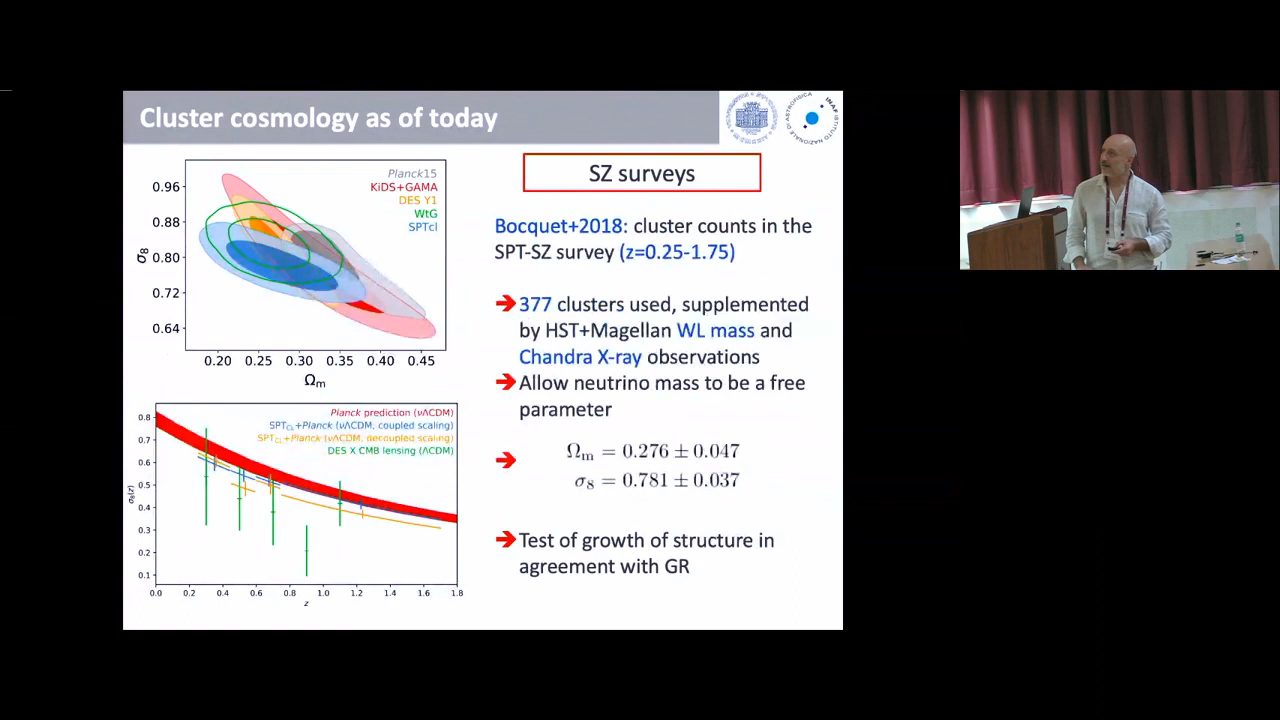 Cluster cosmology as of today
INAF ISTITUTO NAZIONALE DI ASTROFISICA
Planck15
KiDS+GAMA
DES Y1
WtG
SPTcl
0.96
0.88
0.80
0.72
0.64
σ8
0.20 0.25 0.30 0.35 0.40 0.45
Ωm
Planck prediction (νΛCDM)
SPTCL+Planck (νΛCDM, coupled scaling)
SPTCL+Planck (νΛCDM, decoupled scaling)
DES X CMB lensing (ΛCDM)
0.8
0.7
0.6
0.5
0.4
0.3
0.2
0.1
σ8(z)
0.0 0.2 0.4 0.6 0.8 1.0 1.2 1.4 1.6 1.8
z
SZ surveys
Bocquet+2018: cluster counts in the
SPT-SZ survey (z=0.25-1.75)
➔ 377 clusters used, supplemented
by HST+Magellan WL mass and
Chandra X-ray observations
➔ Allow neutrino mass to be a free
parameter
➔ Ωm = 0.276 ± 0.047
σ8 = 0.781 ± 0.037
➔ Test of growth of structure in
agreement with GR